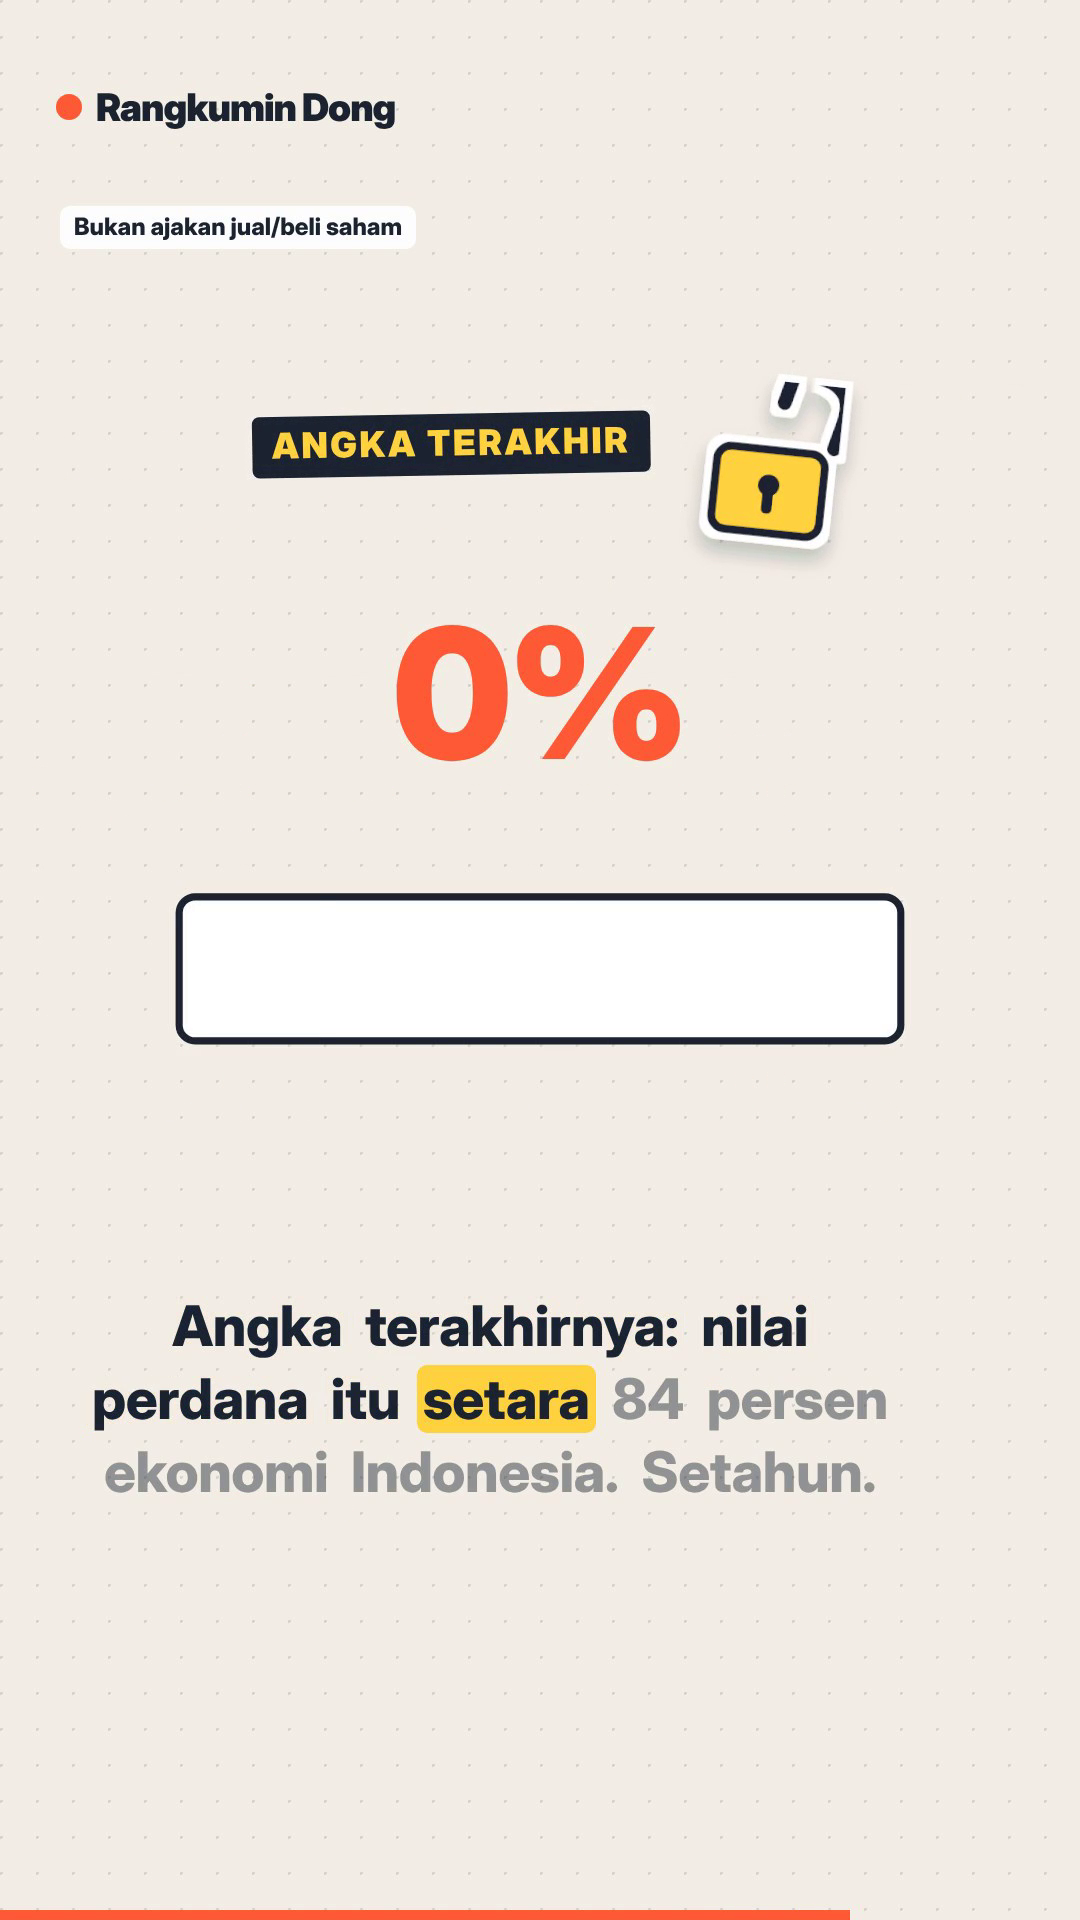 Rangkumin Dong
Bukan ajakan jual/beli saham
ANGKA TERAKHIR
0%
Angka terakhirnya: nilai
perdana itu setara 84 persen
ekonomi Indonesia. Setahun.